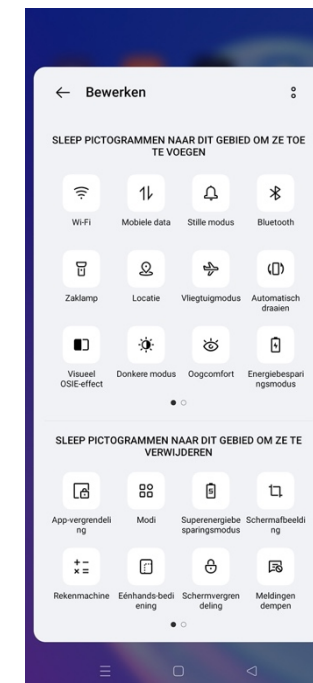 Bewerken
SLEEP PICTOGRAMMEN NAAR DIT GEBIED OM ZE TOE
TE VOEGEN
Wi-Fi
Mobiele data
Stille modus
Bluetooth
Zaklamp
Locatie
Vliegtuigmodus
Automatisch
draaien
Visueel
OSIE-effect
Donkere modus
Oogcomfort
Energiebespari
ngsmodus
SLEEP PICTOGRAMMEN NAAR DIT GEBIED OM ZE TE
VERWIJDEREN
App-vergrendeli
ng
Modi
Superenergiebe
sparingsmodus
Schermafbeeldi
ng
Rekenmachine
Eénhands-bedi
ening
Schermvergren
deling
Meldingen
dempen